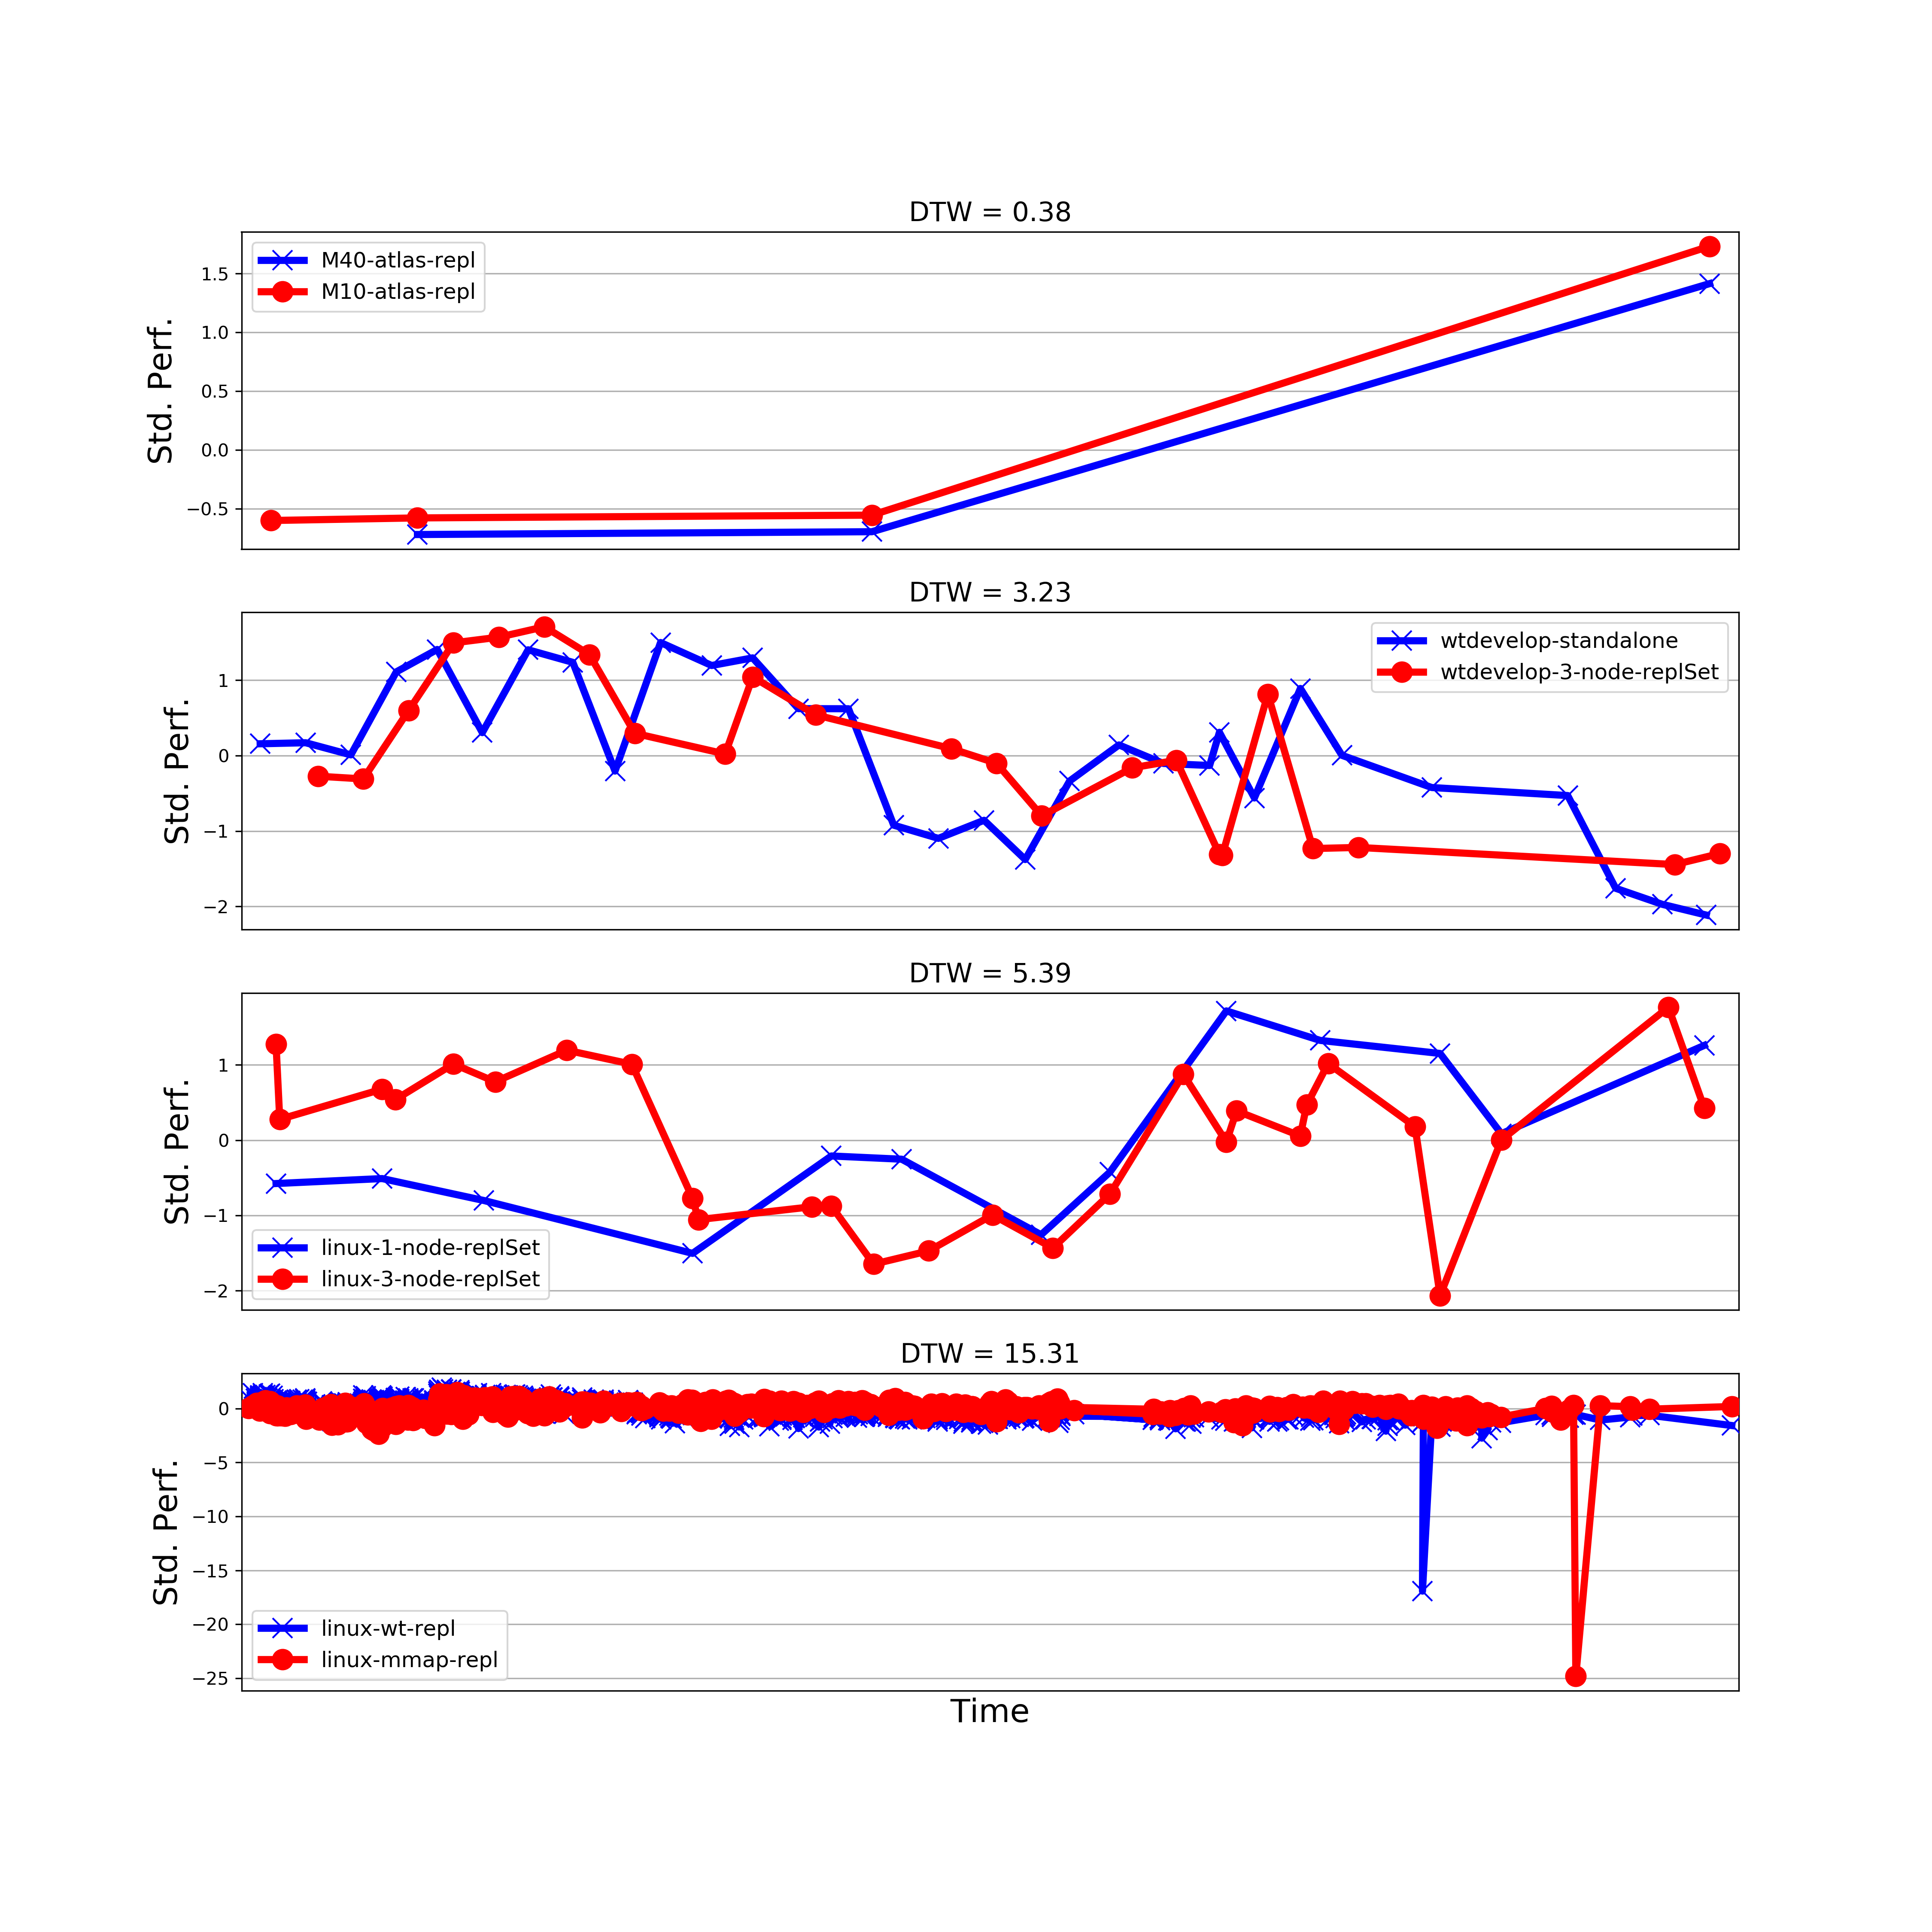 DTW = 0.38
M40-atlas-repl
M10-atlas-repl
1.5
1.0
0.5
0.0
−0.5
Std. Perf.
DTW = 3.23
wtdevelop-standalone
wtdevelop-3-node-replSet
1
0
−1
−2
Std. Perf.
DTW = 5.39
1
0
−1
−2
Std. Perf.
linux-1-node-replSet
linux-3-node-replSet
DTW = 15.31
0
−5
−10
−15
−20
−25
Std. Perf.
linux-wt-repl
linux-mmap-repl
Time